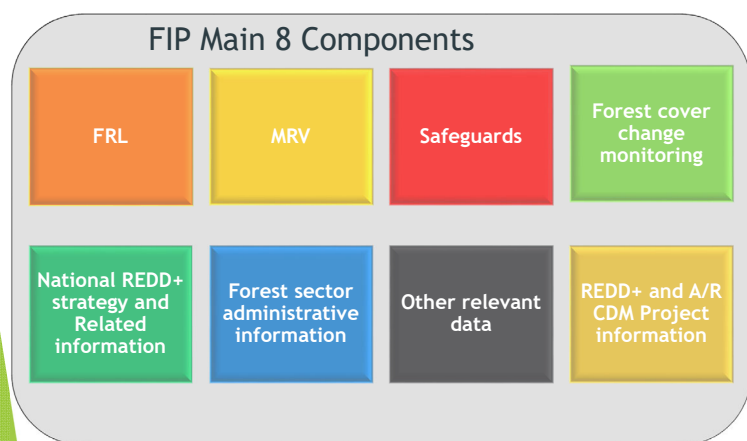 FIP Main 8 Components
FRL
MRV
Safeguards
Forest cover
change
monitoring
National REDD+
strategy and
Related
information
Forest sector
administrative
information
Other relevant
data
REDD+ and A/R
CDM Project
information